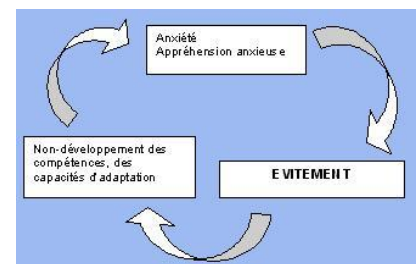 Anxiété
Appréhension anxieuse
Non-développement des
compétences, des
capacités d'adaptation
EVITEMENT